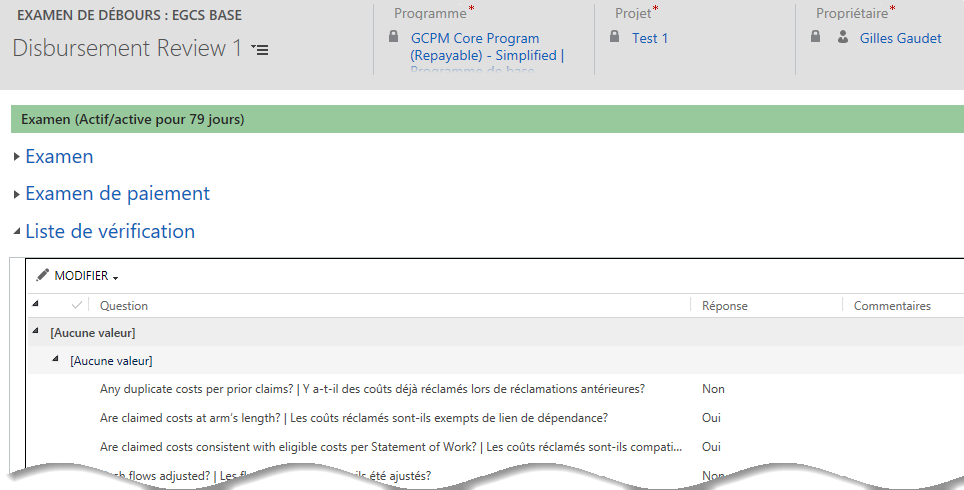 EXAMEN DE DÉBOURS : EGCS BASE
Disbursement Review 1
Programme*
GCPM Core Program
(Repayable) - Simplified |
Programme de base
Projet*
Test 1
Propriétaire*
Gilles Gaudet
Examen (Actif/active pour 79 jours)
Examen
Examen de paiement
Liste de vérification
MODIFIER
Question Réponse Commentaires
[Aucune valeur]
[Aucune valeur]
Any duplicate costs per prior claims? | Y a-t-il des coûts déjà réclamés lors de réclamations antérieures? Non
Are claimed costs at arm's length? | Les coûts réclamés sont-ils exempts de lien de dépendance? Oui
Are claimed costs consistent with eligible costs per Statement of Work? | Les coûts réclamés sont-ils compati... Oui
flows adjusted? | Les été ajustés? Non